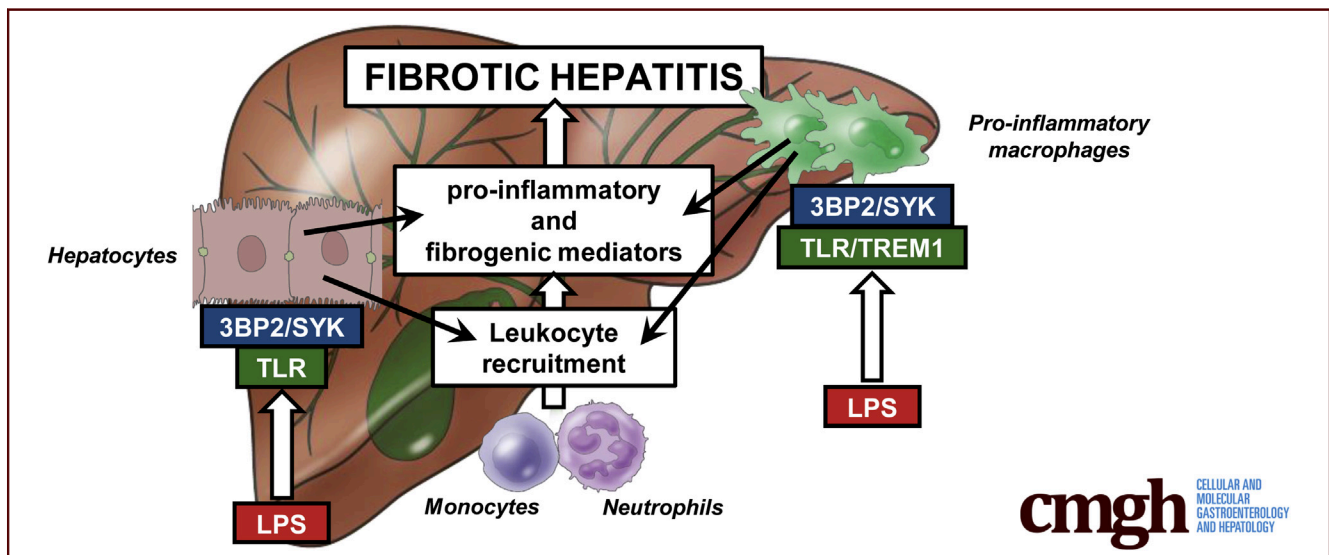 FIBROTIC HEPATITIS
Pro-inflammatory
macrophages
pro-inflammatory
and
fibrogenic mediators
3BP2/SYK
TLR/TREM1
Hepatocytes
3BP2/SYK
TLR
Leukocyte
recruitment
LPS
Monocytes
Neutrophils
LPS
cmgh
CELLULAR AND
MOLECULAR
GASTROENTEROLOGY
AND HEPATOLOGY